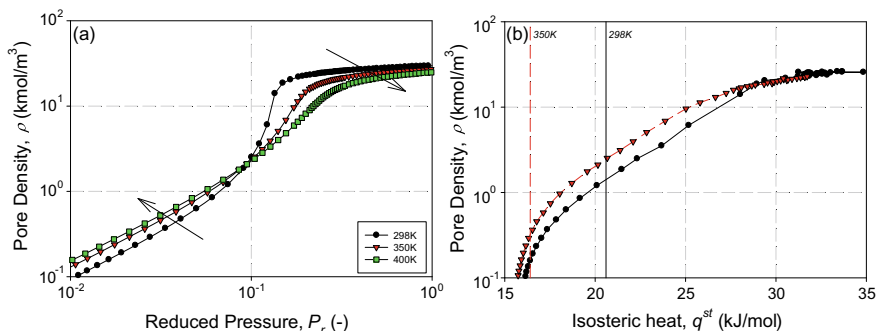 (a)
Pore Density, ρ (kmol/m³)
10²
10¹
10⁰
10⁻¹
10⁻²
10⁻¹
10⁰
Reduced Pressure, Pᵣ (-)
298K
350K
400K
(b)
350K
298K
Pore Density, ρ (kmol/m³)
10²
10¹
10⁰
10⁻¹
15 20 25 30 35
Isosteric heat, qˢᵗ (kJ/mol)